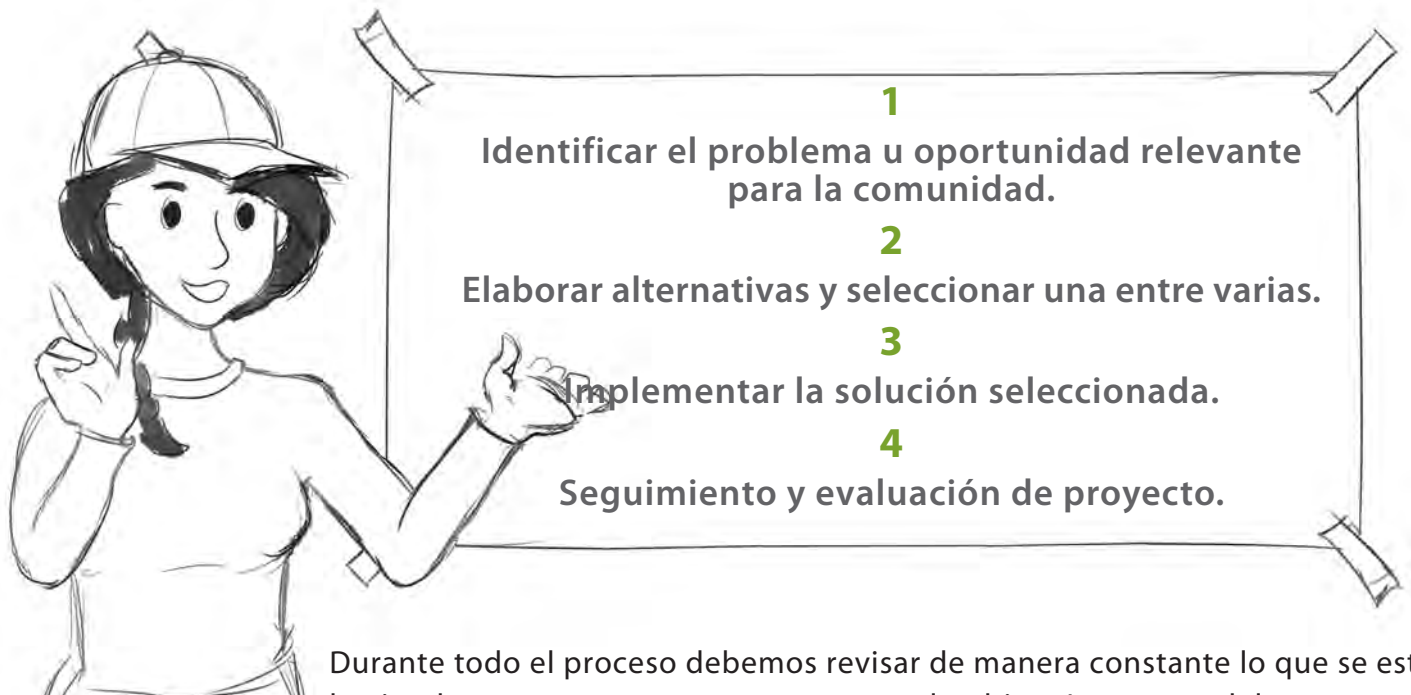 1
Identificar el problema u oportunidad relevante
para la comunidad.
2
Elaborar alternativas y seleccionar una entre varias.
3
Implementar la solución seleccionada.
4
Seguimiento y evaluación de proyecto.
Durante todo el proceso debemos revisar de manera constante lo que se